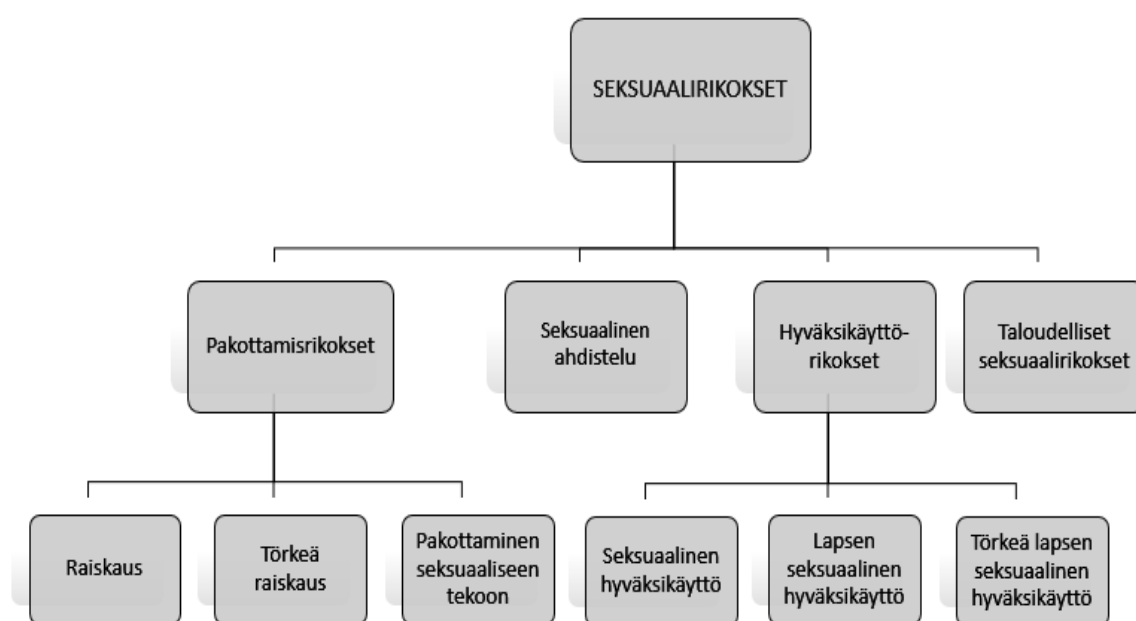 SEKSUAALIRIKOKSET
Pakottamisrikokset
Seksuaalinen
ahdistelu
Hyväksikäyttö-
rikokset
Taloudelliset
seksuaalirikokset
Raiskaus
Törkeä
raiskaus
Pakottaminen
seksuaaliseen
tekoon
Seksuaalinen
hyväksikäyttö
Lapsen
seksuaalinen
hyväksikäyttö
Törkeä lapsen
seksuaalinen
hyväksikäyttö